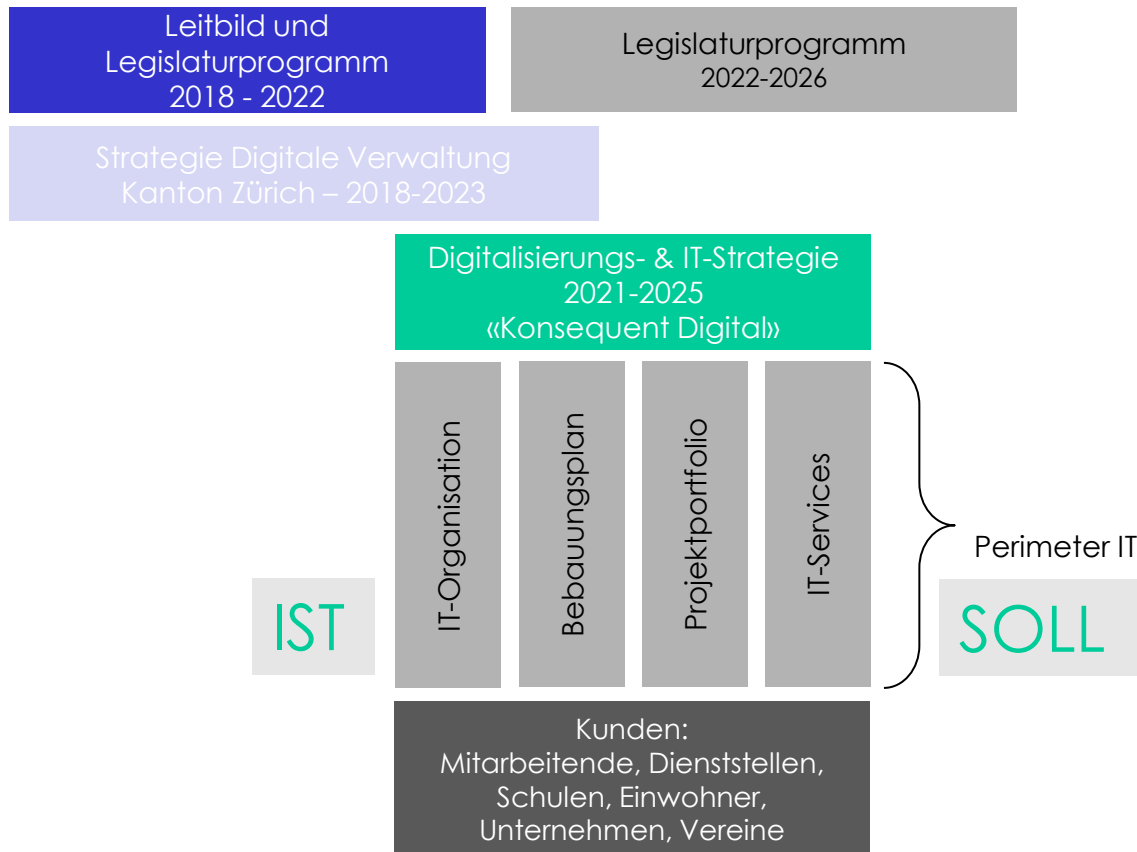 Leitbild und
Legislaturprogramm
2018 - 2022
Legislaturprogramm
2022-2026
Strategie Digitale Verwaltung
Kanton Zürich – 2018-2023
Digitalisierungs- & IT-Strategie
2021-2025
«Konsequent Digital»
IT-Organisation
Bebauungsplan
Projektportfolio
IT-Services
Perimeter IT
IST
SOLL
Kunden:
Mitarbeitende, Dienststellen,
Schulen, Einwohner,
Unternehmen, Vereine